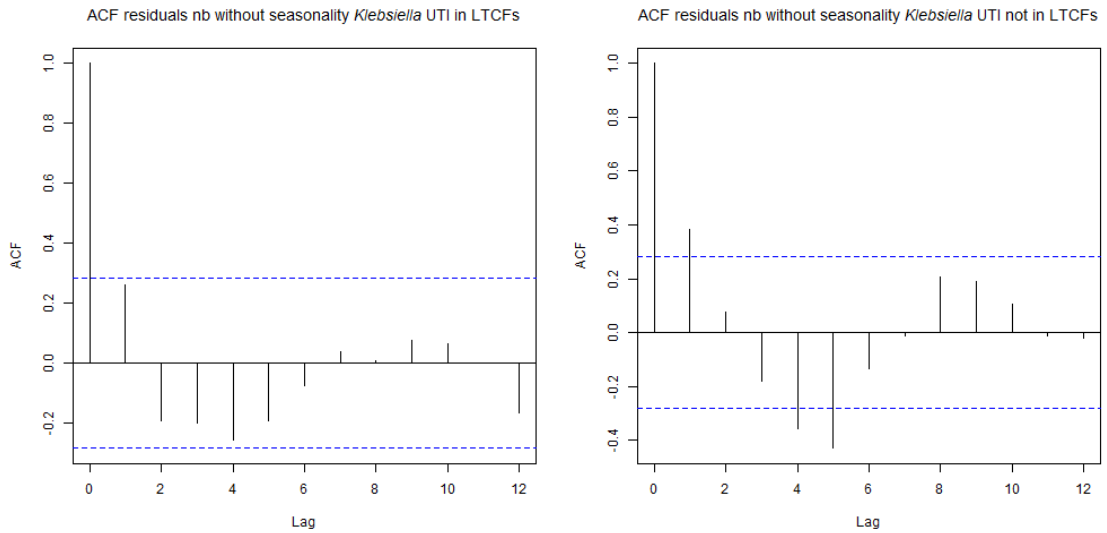 ACF residuals nb without seasonality Klebsiella UTI in LTCFs
1.0
0.8
0.6
0.4
0.2
0.0
-0.2
ACF
0 2 4 6 8 10 12
Lag
ACF residuals nb without seasonality Klebsiella UTI not in LTCFs
1.0
0.8
0.6
0.4
0.2
0.0
-0.2
-0.4
ACF
0 2 4 6 8 10 12
Lag